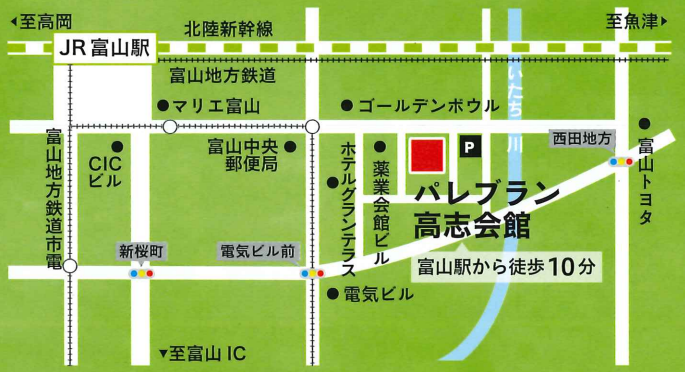 ◀至高岡
北陸新幹線
至魚津▶
JR富山駅
富山地方鉄道
●マリエ富山
●ゴールデンボウル
いたち川
西田地方
富山地方鉄道市電
CIC
ビル
富山中央
郵便局
ホテルグランテラス
薬業会館ビル
P
富山トヨタ
パレブラン
高志会館
新桜町
電気ビル前
富山駅から徒歩10分
●電気ビル
▼至富山IC